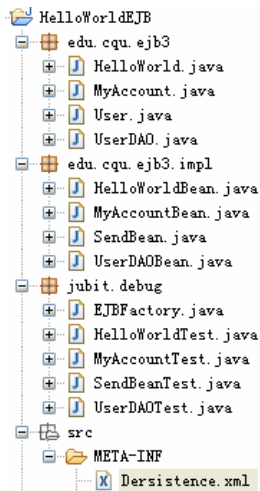 HelloWorldEJB
edu.cqu.ejb3
HelloWorld.java
MyAccount.java
User.java
UserDAO.java
edu.cqu.ejb3.impl
HelloWorldBean.java
MyAccountBean.java
SendBean.java
UserDAOBean.java
jubit.debug
EJBFactory.java
HelloWorldTest.java
MyAccountTest.java
SendBeanTest.java
UserDAOTest.java
src
META-INF
Dersistence.xml